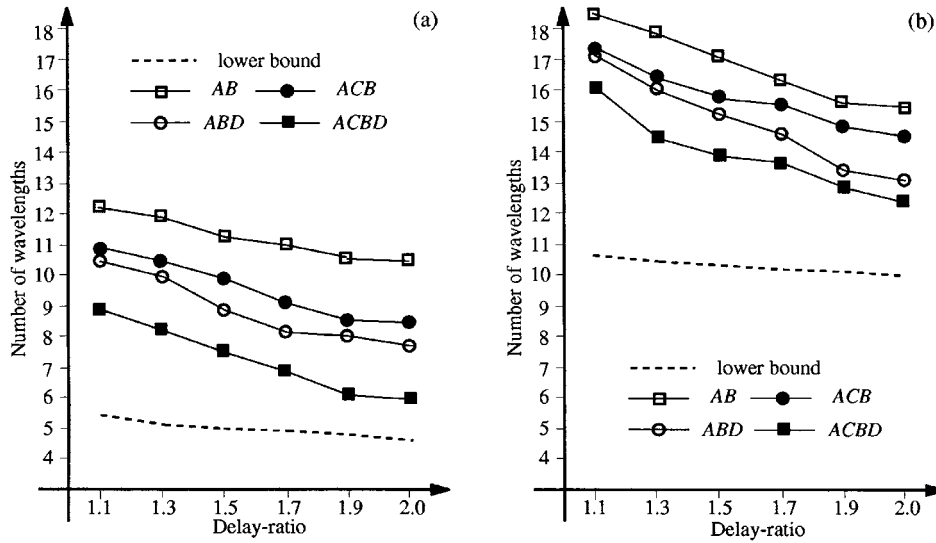 (a)
Number of wavelengths
18
17
16
15
14
13
12
11
10
9
8
7
6
5
4
lower bound
AB
ACB
ABD
ACBD
1.1 1.3 1.5 1.7 1.9 2.0
Delay-ratio
(b)
Number of wavelengths
18
17
16
15
14
13
12
11
10
9
8
7
6
5
4
lower bound
AB
ACB
ABD
ACBD
1.1 1.3 1.5 1.7 1.9 2.0
Delay-ratio